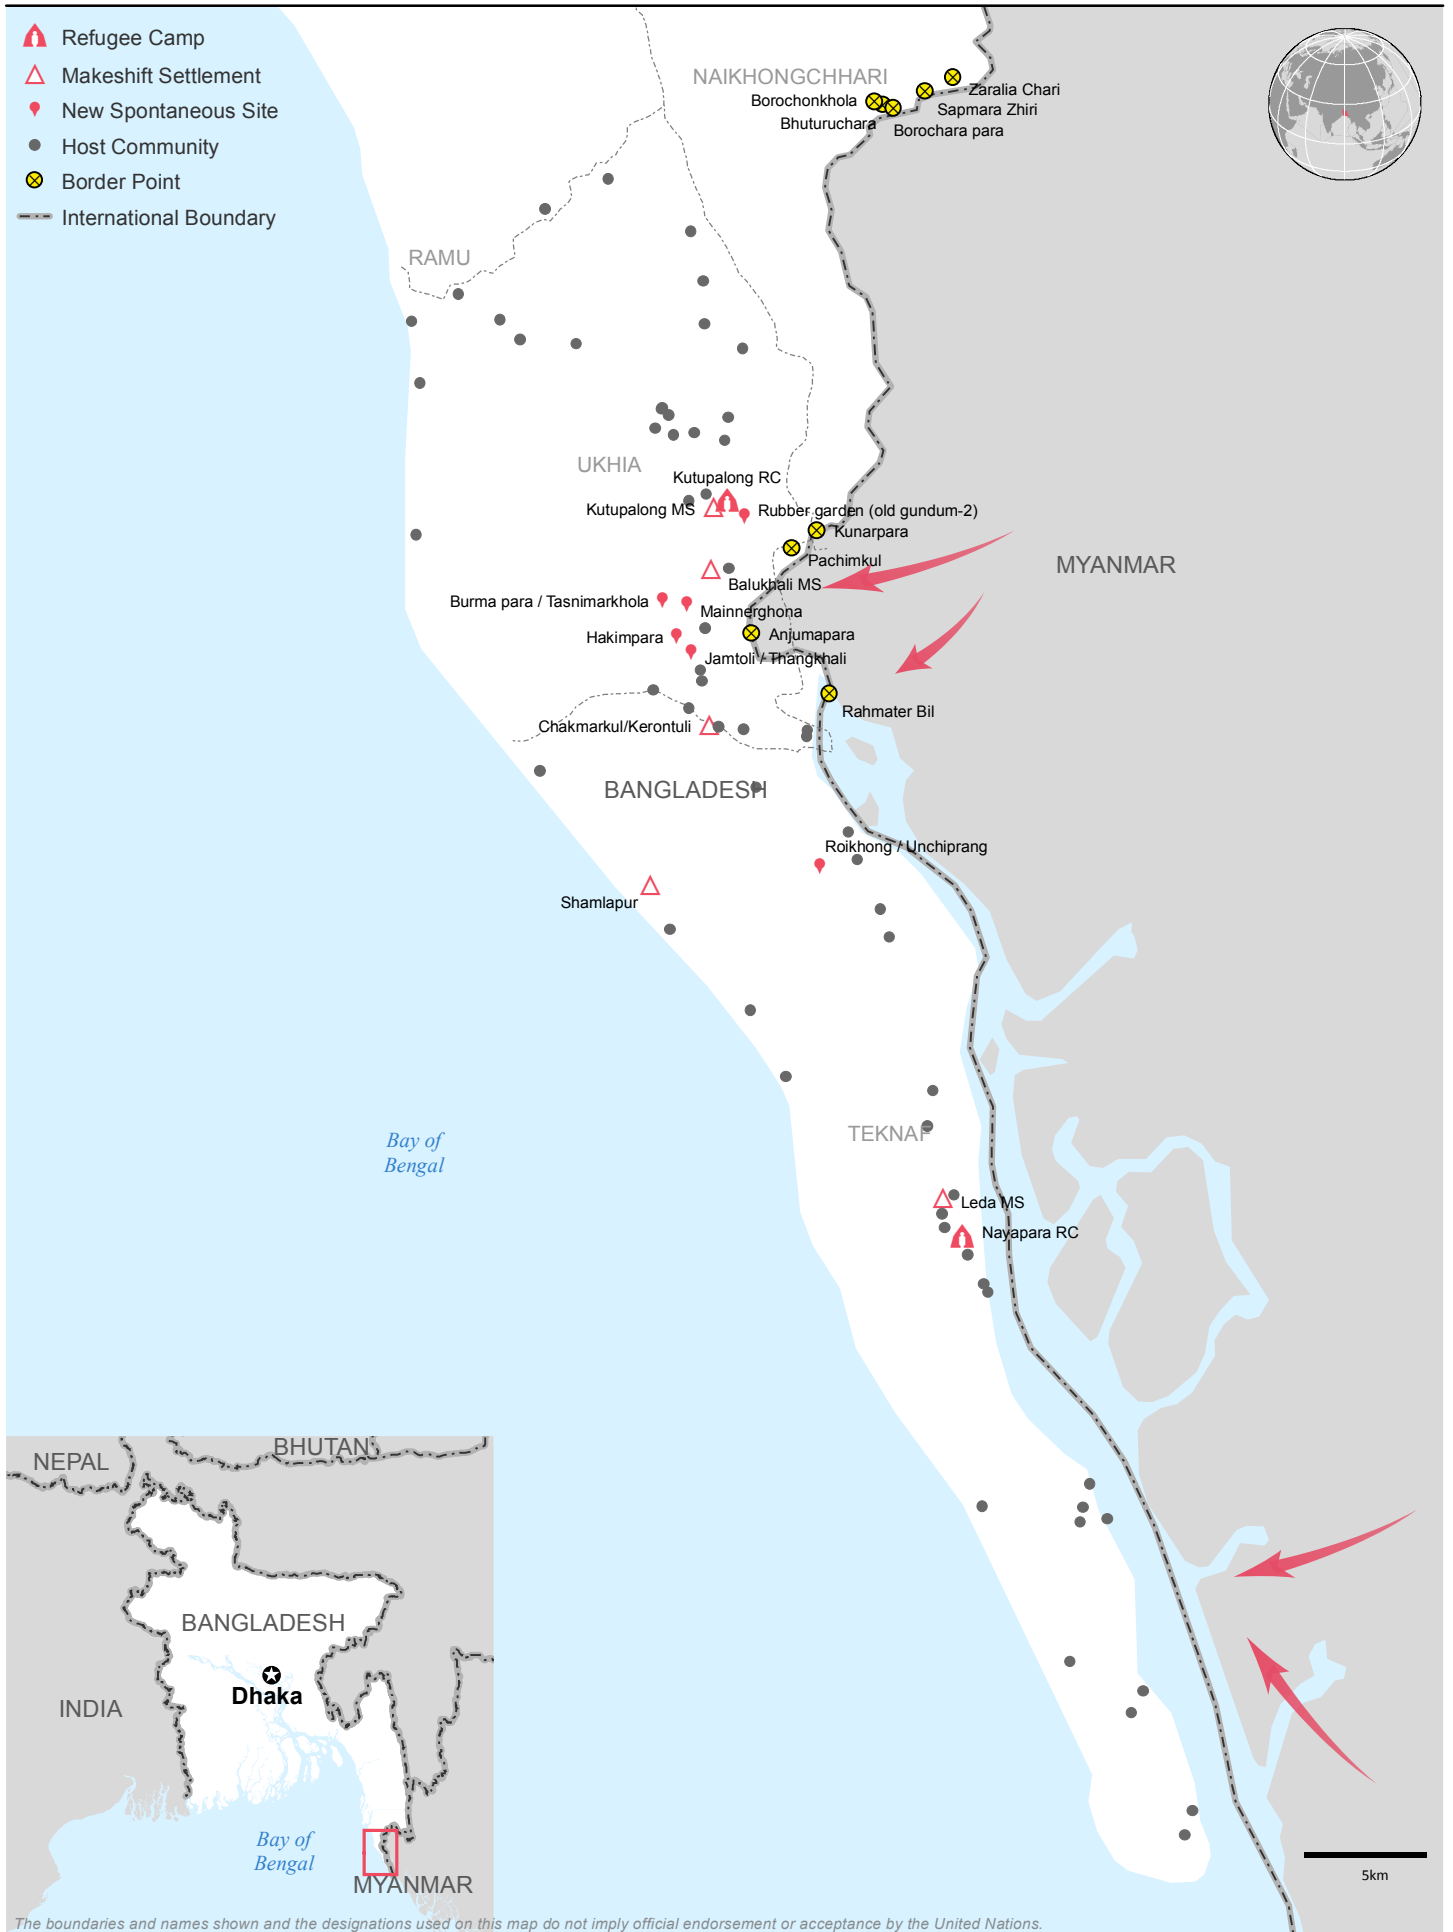 Refugee Camp
Makeshift Settlement
New Spontaneous Site
Host Community
Border Point
International Boundary
NAIKHONGCHHARI
Zaralia Chari
Borochonkhola
Sapmara Zhiri
Bhuturuchara
Borochara para
RAMU
UKHIA
Kutupalong RC
Kutupalong MS
Rubber garden (old gundum-2)
Kunarpara
Pachimkul
MYANMAR
Balukhali MS
Burma para / Tasnimarkhola
Mainnerghona
Hakimpara
Anjumapara
Jamtoli / Thangkhali
Rahmater Bil
Chakmarkul/Kerontuli
BANGLADESH
Roikhong / Unchiprang
Shamlapur
TEKNAF
Bay of
Bengal
Leda MS
Nayapara RC
NEPAL
BHUTAN
BANGLADESH
Dhaka
INDIA
Bay of
Bengal
MYANMAR
5km
The boundaries and names shown and the designations used on this map do not imply official endorsement or acceptance by the United Nations.